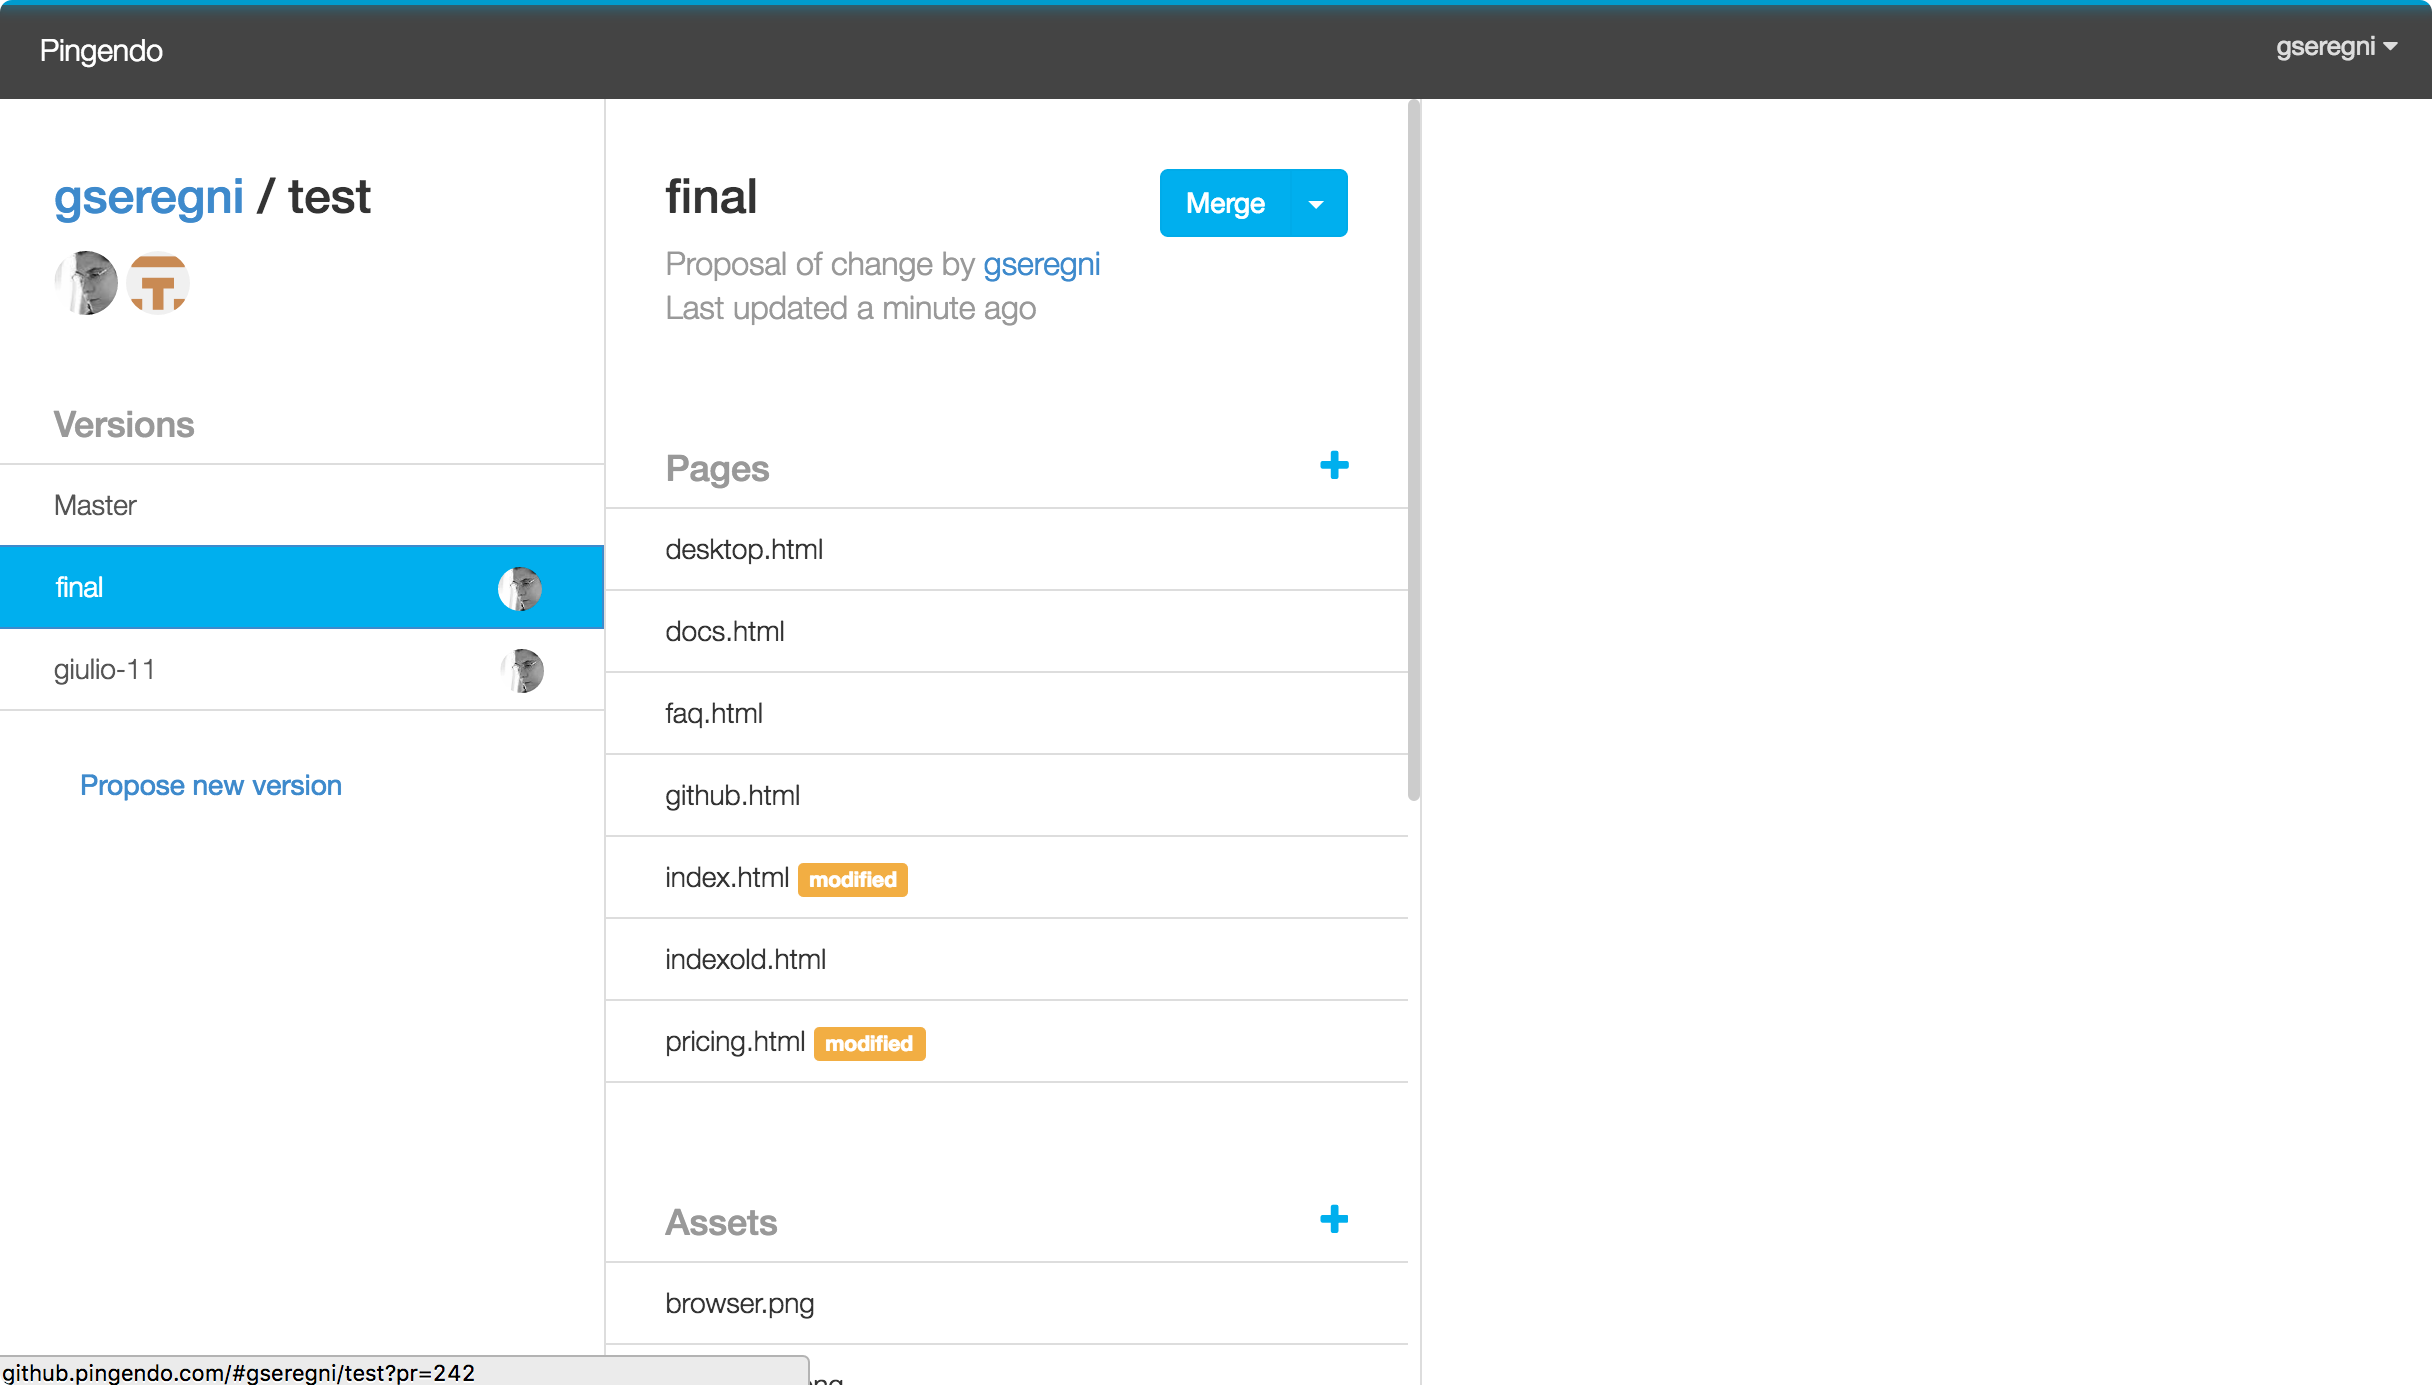 Pingendo
gseregni
gseregni / test
Versions
Master
final
giulio-11
Propose new version
final
Merge
Proposal of change by gseregni
Last updated a minute ago
Pages
desktop.html
docs.html
faq.html
github.html
index.html modified
indexold.html
pricing.html modified
Assets
browser.png
github.pingendo.com/#gseregni/test?pr=242